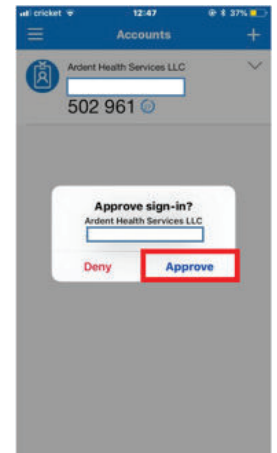 cricket 12:47 37%
Accounts
Ardent Health Services LLC
502 961
Approve sign-in?
Ardent Health Services LLC
Deny Approve